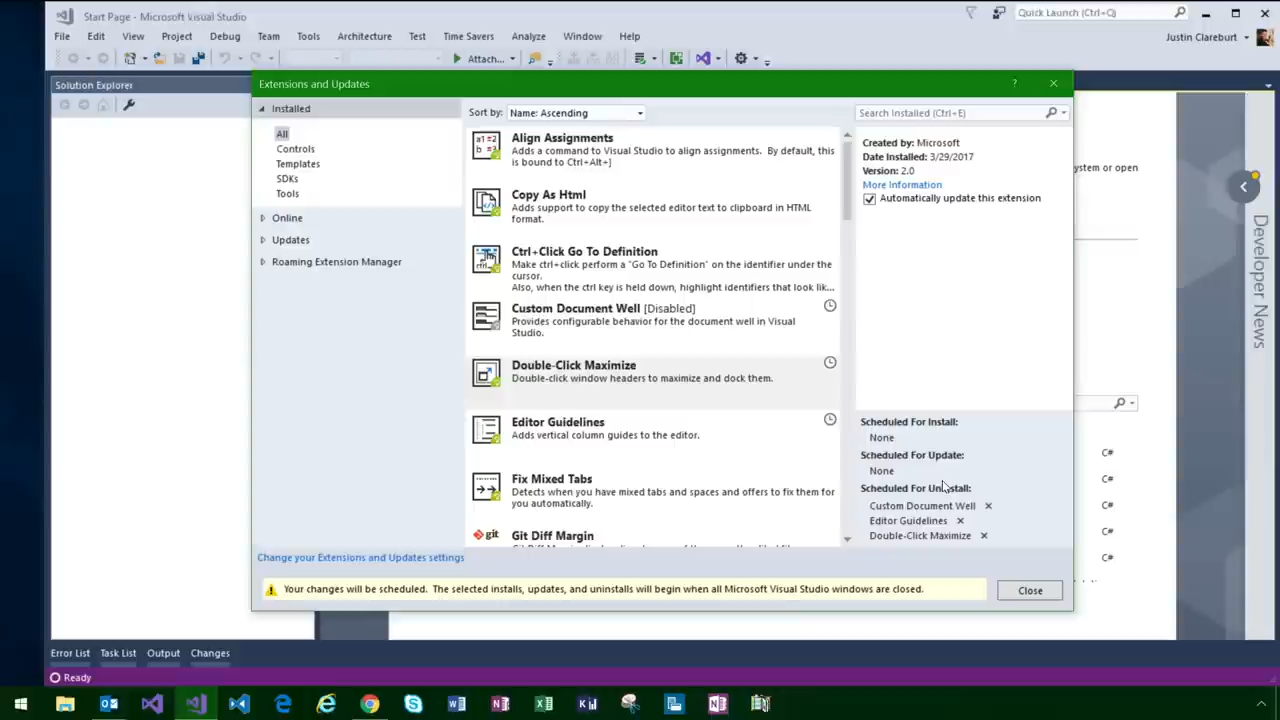 Start Page - Microsoft Visual Studio
Quick Launch (Ctrl+Q)
File Edit View Project Debug Team Tools Architecture Test Time Savers Analyze Window Help
Justin Clareburt
Attach...
Solution Explorer
Extensions and Updates
Installed
All
Controls
Templates
SDKs
Tools
Online
Updates
Roaming Extension Manager
Sort by: Name: Ascending
Align Assignments
Adds a command to Visual Studio to align assignments. By default, this
is bound to Ctrl+Alt+]
Copy As Html
Adds support to copy the selected editor text to clipboard in HTML
format.
Ctrl+Click Go To Definition
Make ctrl+click perform a "Go To Definition" on the identifier under the
cursor.
Also, when the ctrl key is held down, highlight identifiers that look lik...
Custom Document Well [Disabled]
Provides configurable behavior for the document well in Visual
Studio.
Double-Click Maximize
Double-click window headers to maximize and dock them.
Editor Guidelines
Adds vertical column guides to the editor.
Fix Mixed Tabs
Detects when you have mixed tabs and spaces and offers to fix them for
you automatically.
git
Git Diff Margin
Search Installed (Ctrl+E)
Created by: Microsoft
Date Installed: 3/29/2017
Version: 2.0
More Information
Automatically update this extension
Scheduled For Install:
None
Scheduled For Update:
None
Scheduled For Uninstall:
Custom Document Well
Editor Guidelines
Double-Click Maximize
Change your Extensions and Updates settings
Your changes will be scheduled. The selected installs, updates, and uninstalls will begin when all Microsoft Visual Studio windows are closed.
Close
ystem or open
C#
C#
C#
C#
C#
Developer News
Error List Task List Output Changes
Ready